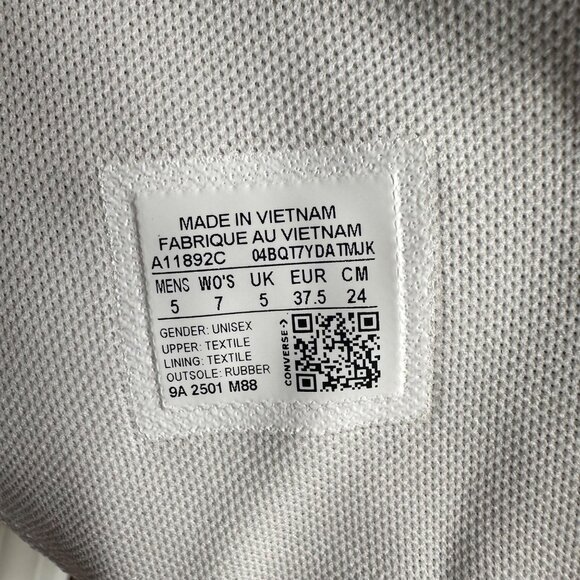 MADE IN VIETNAM
FABRIQUE AU VIETNAM
A11892C 04BQT7YDATMJK
MENS WO'S UK EUR CM
5 7 5 37.5 24
GENDER: UNISEX
UPPER: TEXTILE
LINING: TEXTILE
OUTSOLE: RUBBER
9A 2501 M88
CONVERSE